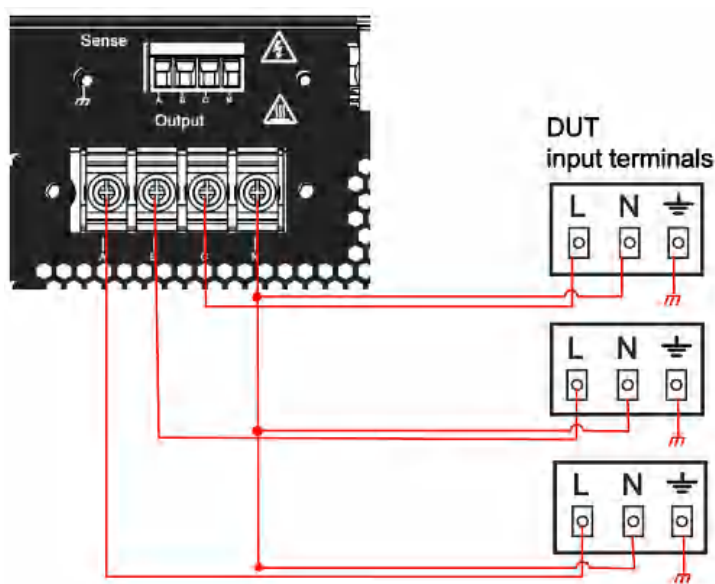 Sense
A B C N
Output
A B C N
DUT
input terminals
L N
L N
L N